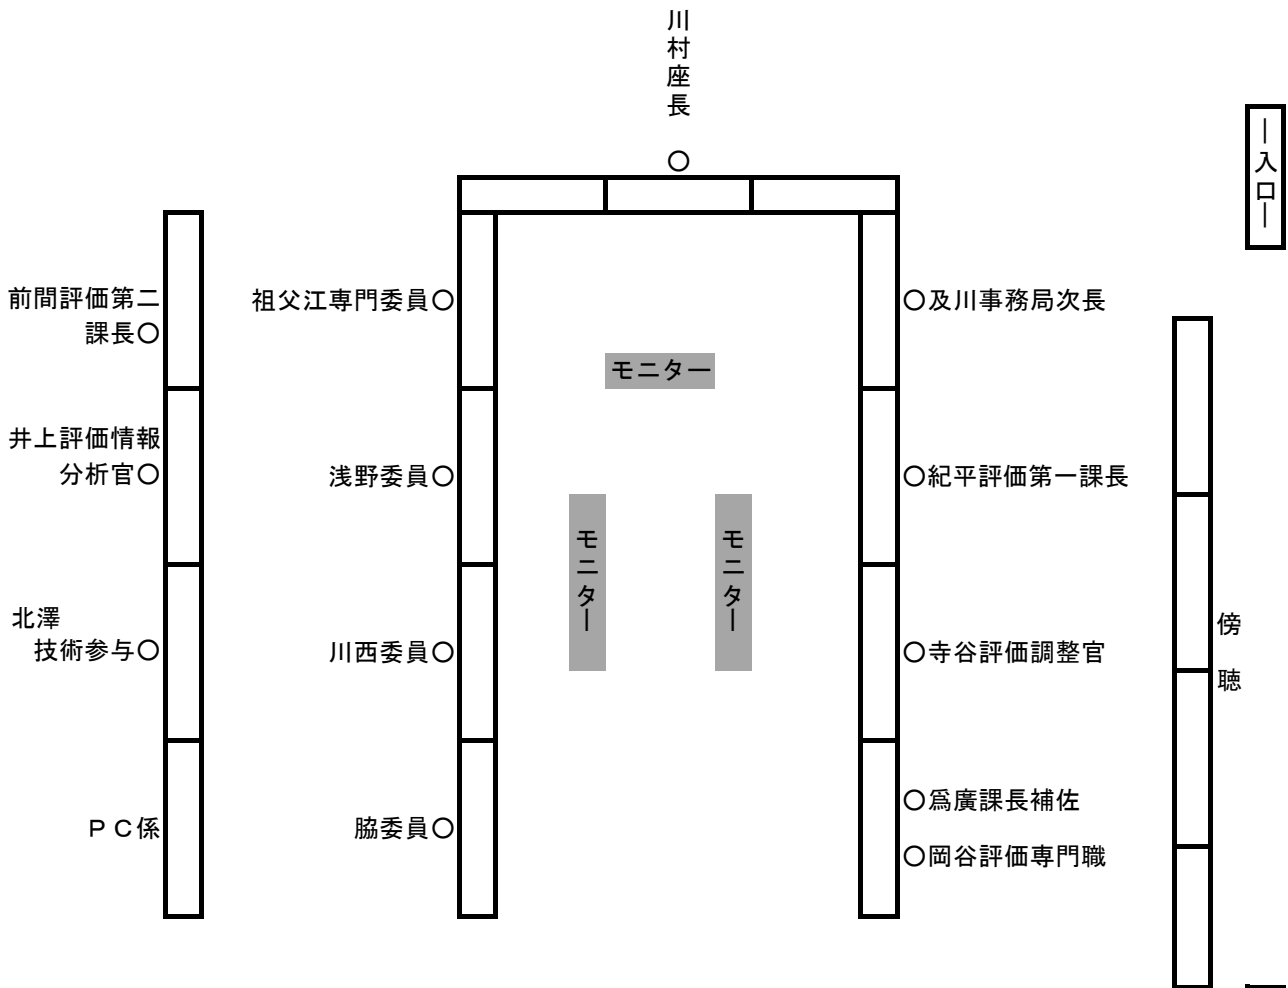 川村座長
○
―入口―
前間評価第二
課長○
祖父江専門委員○
○及川事務局次長
モニター
井上評価情報
分析官○
浅野委員○
○紀平評価第一課長
モニター
モニター
北澤
技術参与○
川西委員○
○寺谷評価調整官
傍聴
PC係
脇委員○
○爲廣課長補佐
○岡谷評価専門職